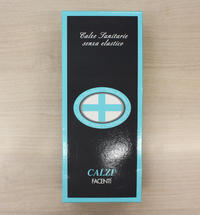 Calze Sanitarie
senza elastico
CALZE
FACENTI